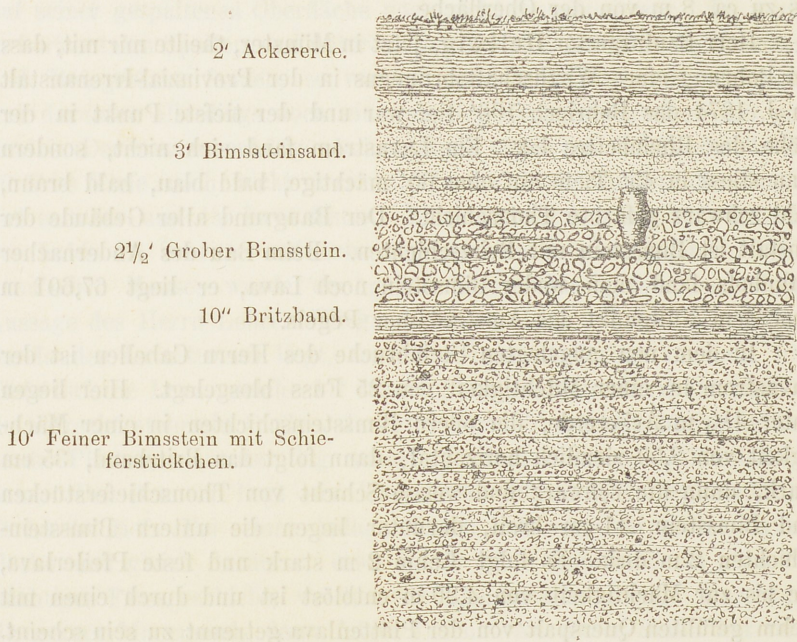 2' Ackererde.
3' Bimssteinsand.
2½' Grober Bimsstein.
10" Britzband.
10' Feiner Bimsstein mit Schie-
ferstückchen.